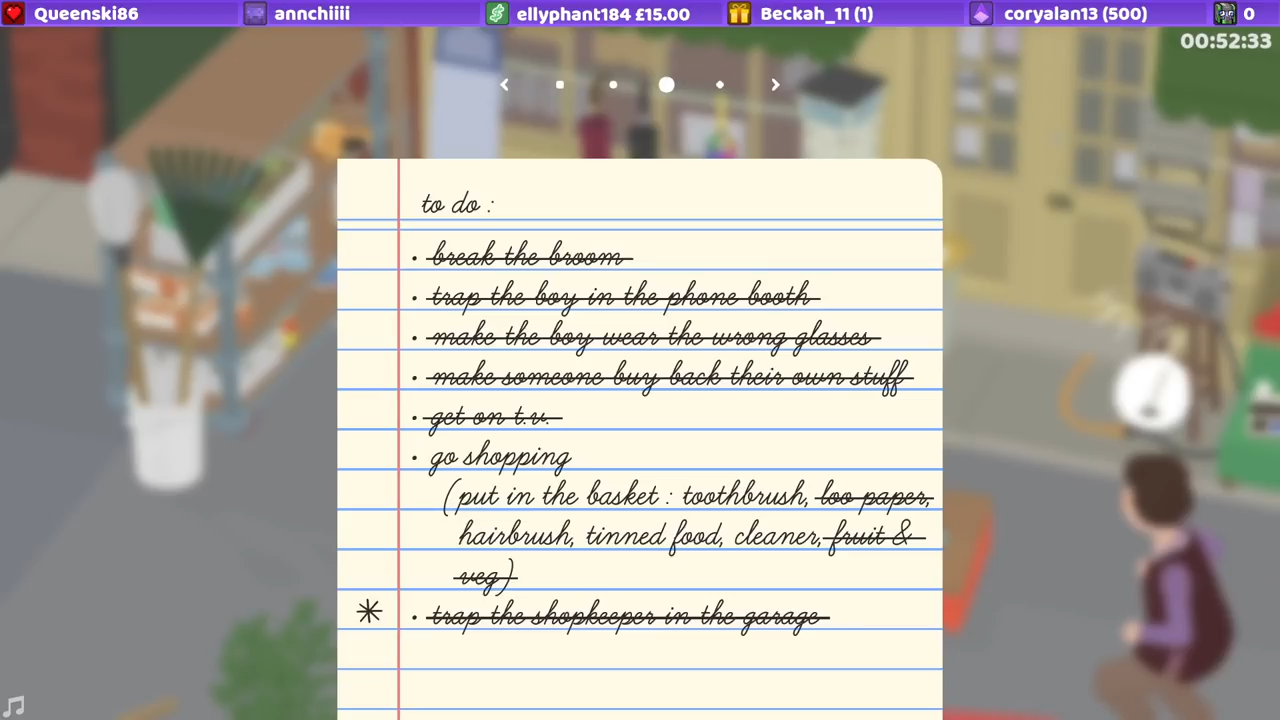 Queenski86 annchiiii ellyphant184 £15.00 Beckah_11 (1) coryalan13 (500) 0
00:52:33
to do :
• break the broom
• trap the boy in the phone booth
• make the boy wear the wrong glasses
• make someone buy back their own stuff
• get on t.v.
• go shopping
(put in the basket : toothbrush, loo paper,
hairbrush, tinned food, cleaner, fruit &
veg)
• trap the shopkeeper in the garage